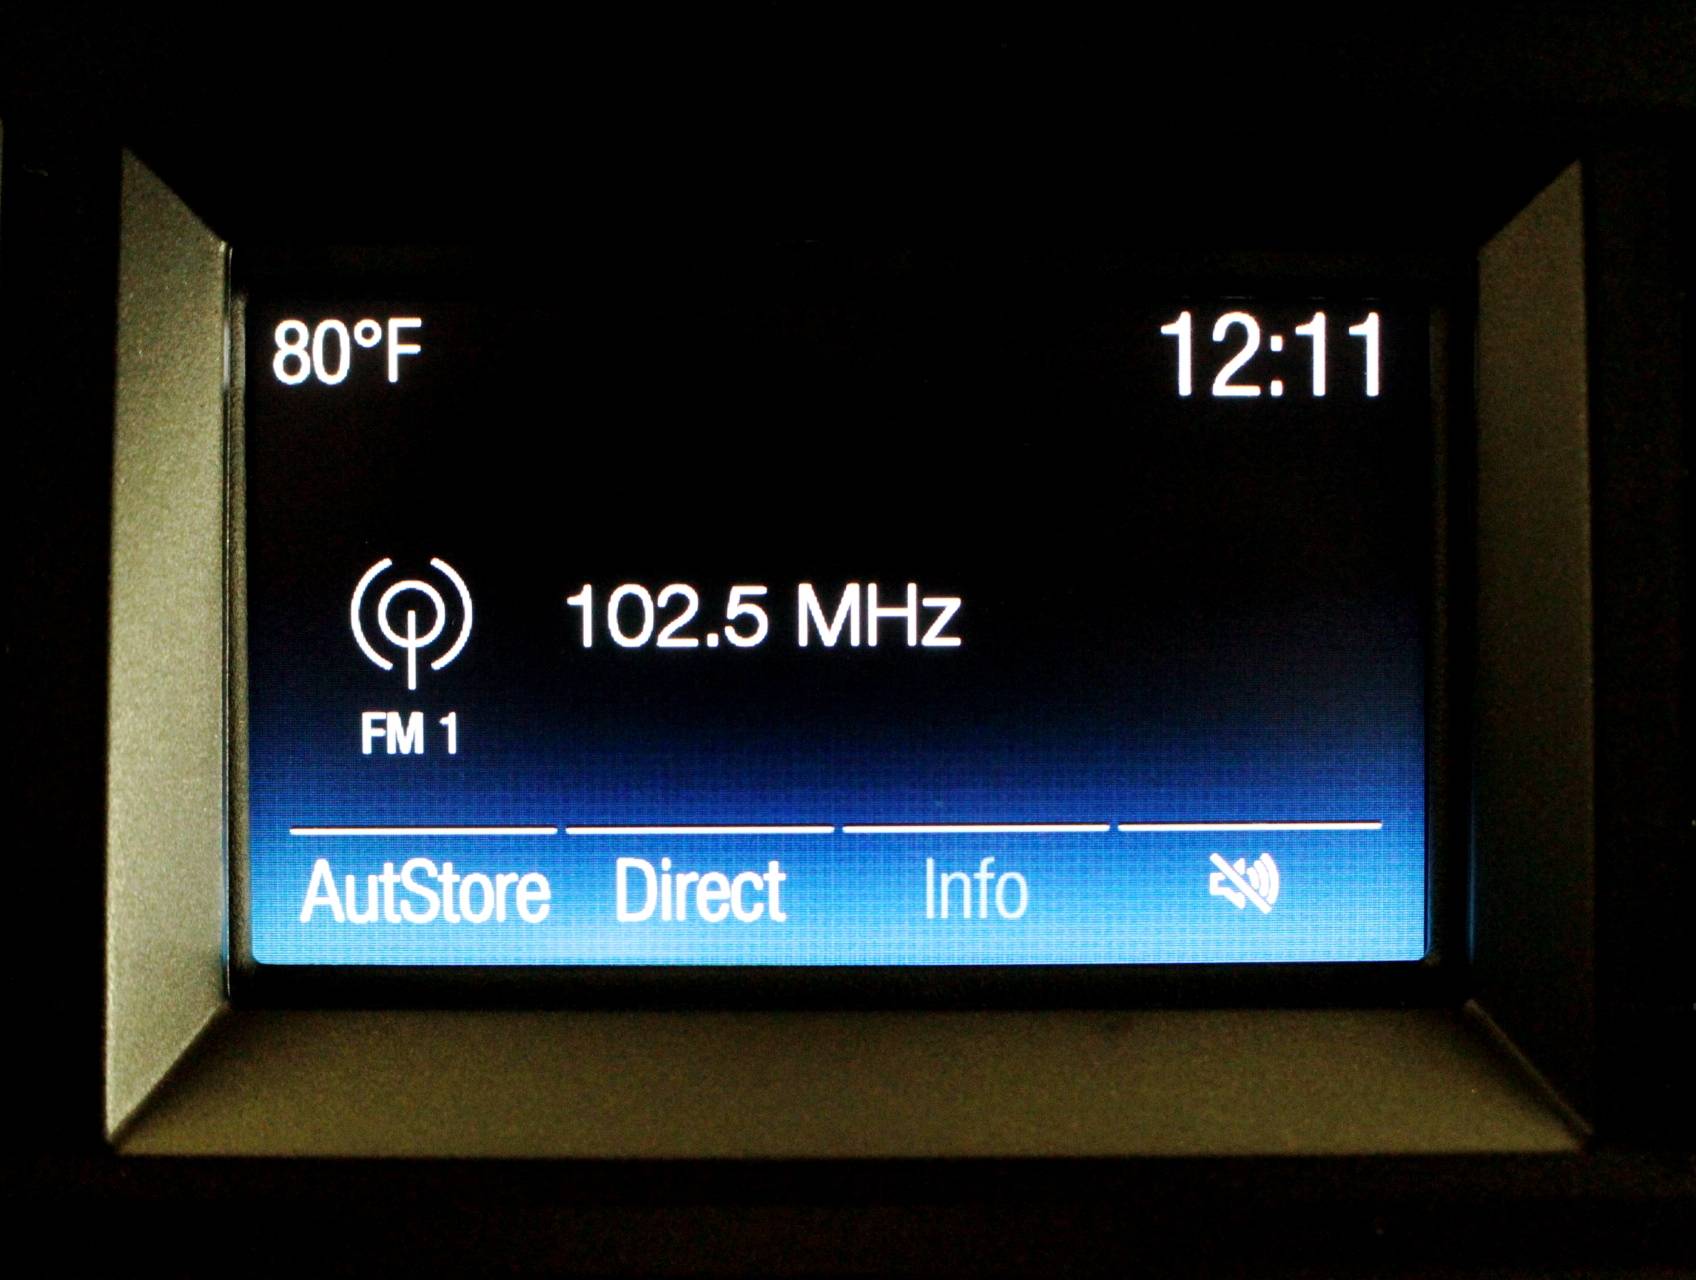 80°F 12:11
102.5 MHz
FM 1
AutStore Direct Info